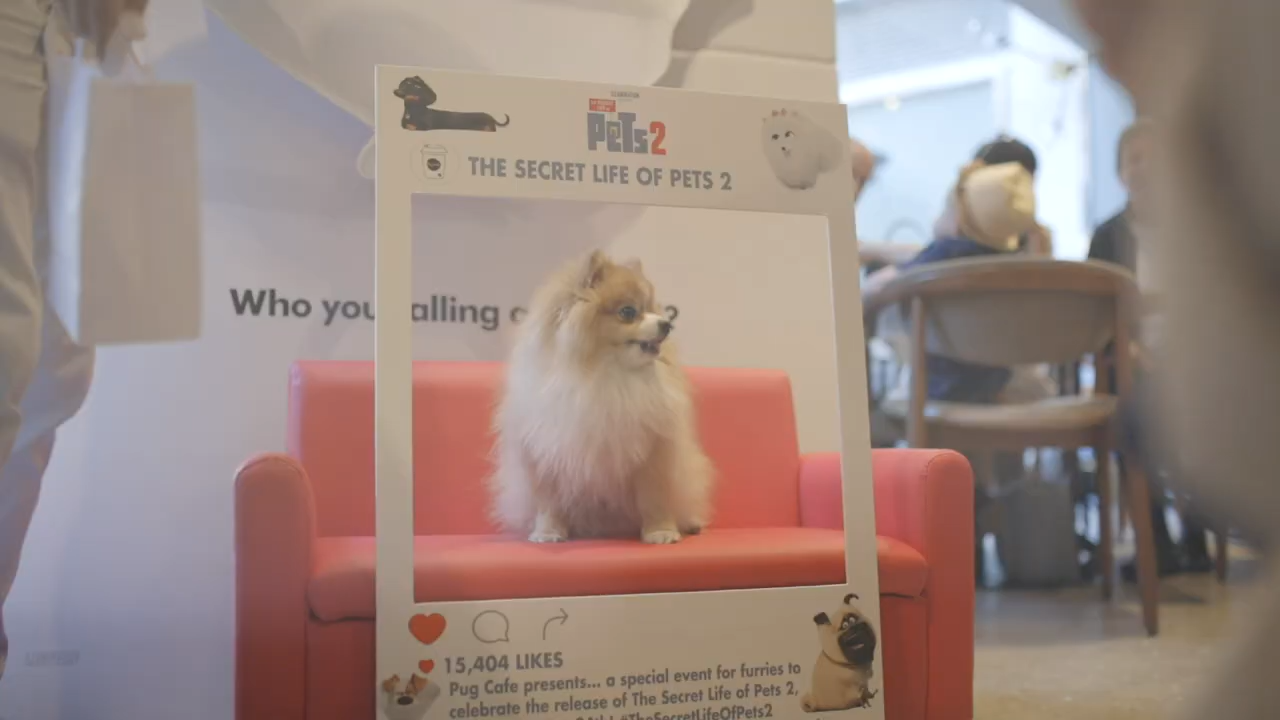 PETS 2
THE SECRET LIFE OF PETS 2
Who you alling c ?
15,404 LIKES
Pug Cafe presents... a special event for furries to
celebrate the release of The Secret Life of Pets 2,
#TheSecretLifeOfPets2